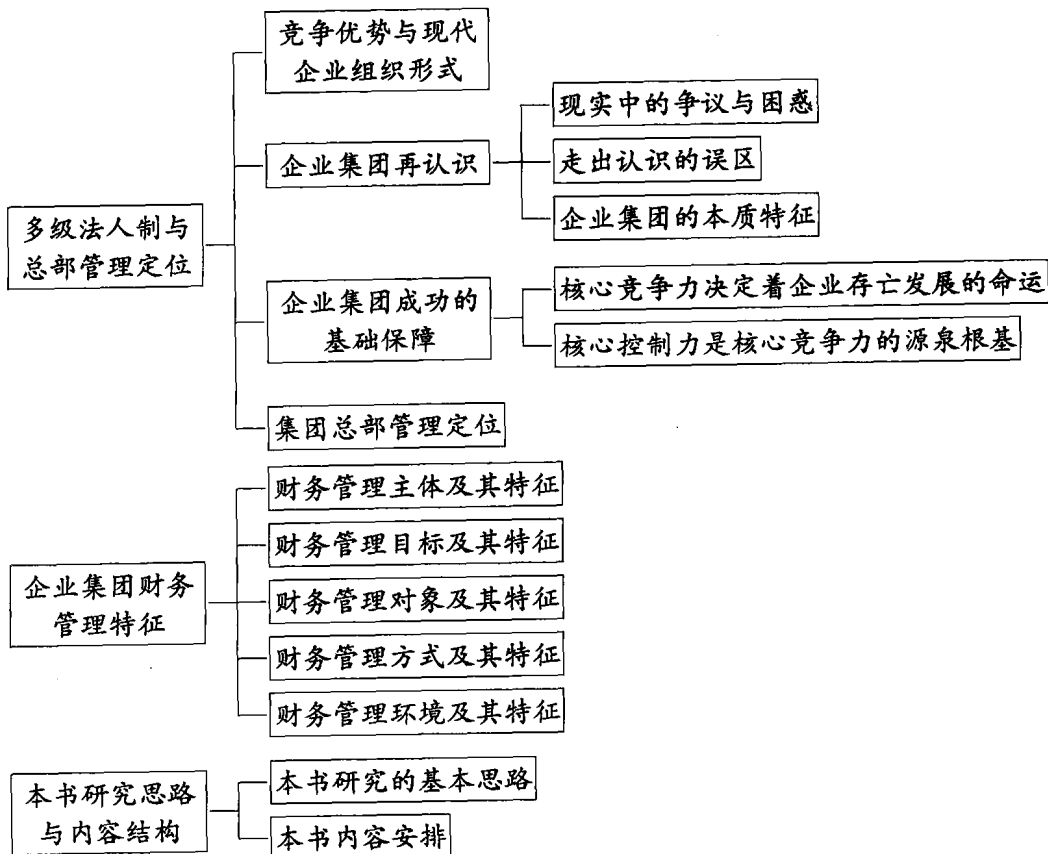 多级法人制与
总部管理定位
竞争优势与现代
企业组织形式
企业集团再认识
现实中的争议与困惑
走出认识的误区
企业集团的本质特征
企业集团成功的
基础保障
核心竞争力决定着企业存亡发展的命运
核心控制力是核心竞争力的源泉根基
集团总部管理定位
企业集团财务
管理特征
财务管理主体及其特征
财务管理目标及其特征
财务管理对象及其特征
财务管理方式及其特征
财务管理环境及其特征
本书研究思路
与内容结构
本书研究的基本思路
本书内容安排